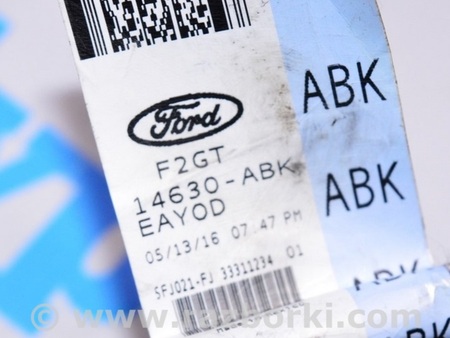 Ford
ABK
F2GT
14630-ABK
EAYOD
ABK
05/13/16 07.47 PM
SFJ021-FJ 33311234 01
ABK
© www.razborki.com